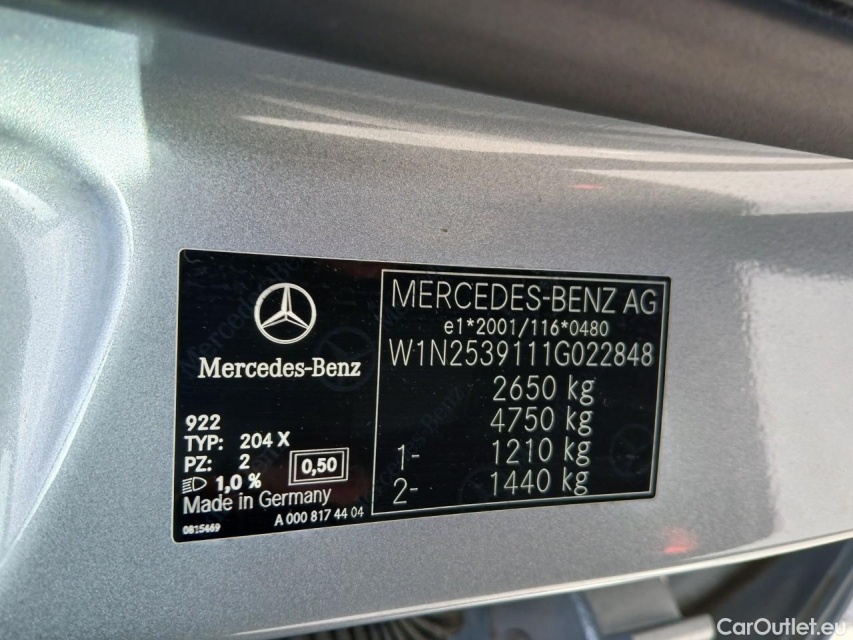 Mercedes-Benz
922
TYP: 204 X
PZ: 2
0,50
1,0 %
Made in Germany
0815469
A 000 817 44 04
MERCEDES-BENZ AG
e1*2001/116*0480
W1N2539111G022848
2650 kg
4750 kg
1- 1210 kg
2- 1440 kg
CarOutlet.eu